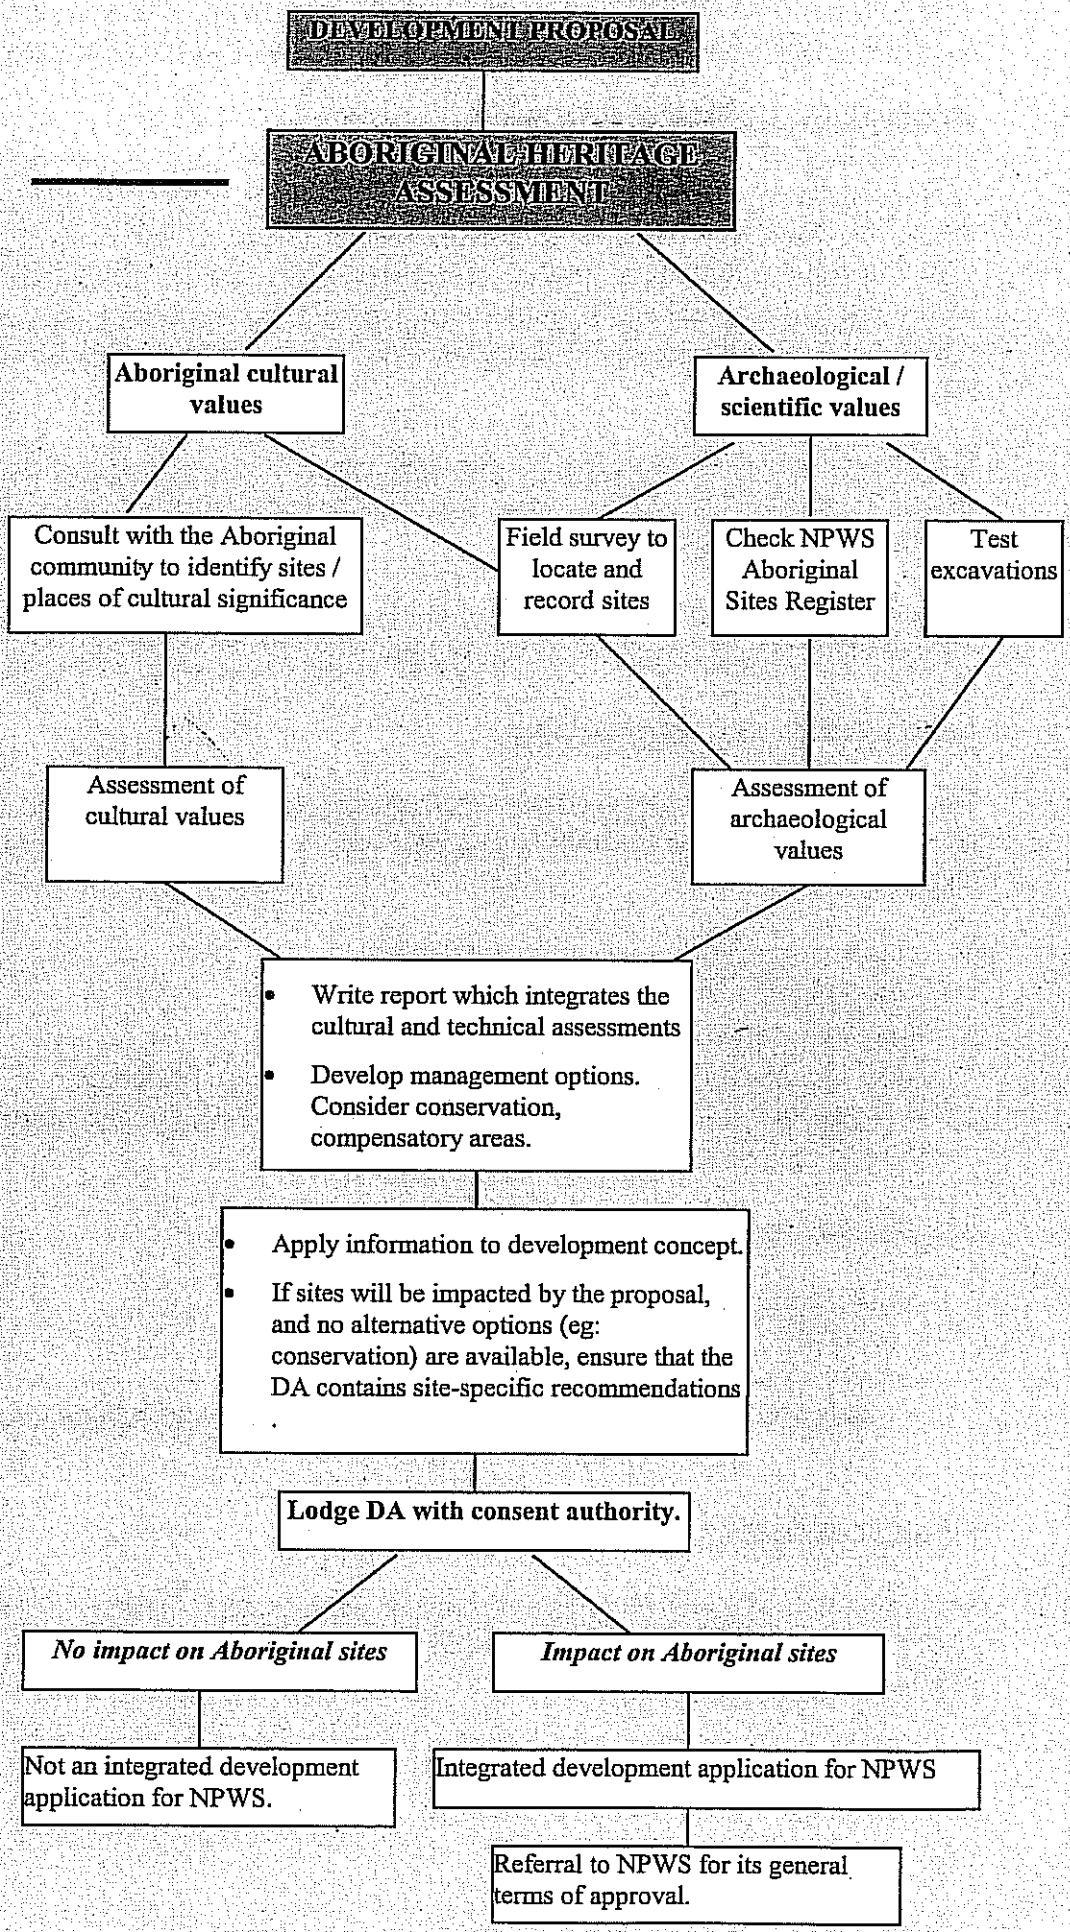 DEVELOPMENT PROPOSAL
ABORIGINAL HERITAGE
ASSESSMENT
Aboriginal cultural
values
Archaeological /
scientific values
Consult with the Aboriginal
community to identify sites /
places of cultural significance
Field survey to
locate and
record sites
Check NPWS
Aboriginal
Sites Register
Test
excavations
Assessment of
cultural values
Assessment of
archaeological
values
• Write report which integrates the
cultural and technical assessments
• Develop management options.
Consider conservation,
compensatory areas.
• Apply information to development concept.
• If sites will be impacted by the proposal,
and no alternative options (eg:
conservation) are available, ensure that the
DA contains site-specific recommendations
.
Lodge DA with consent authority.
No impact on Aboriginal sites
Impact on Aboriginal sites
Not an integrated development
application for NPWS.
Integrated development application for NPWS
Referral to NPWS for its general
terms of approval.